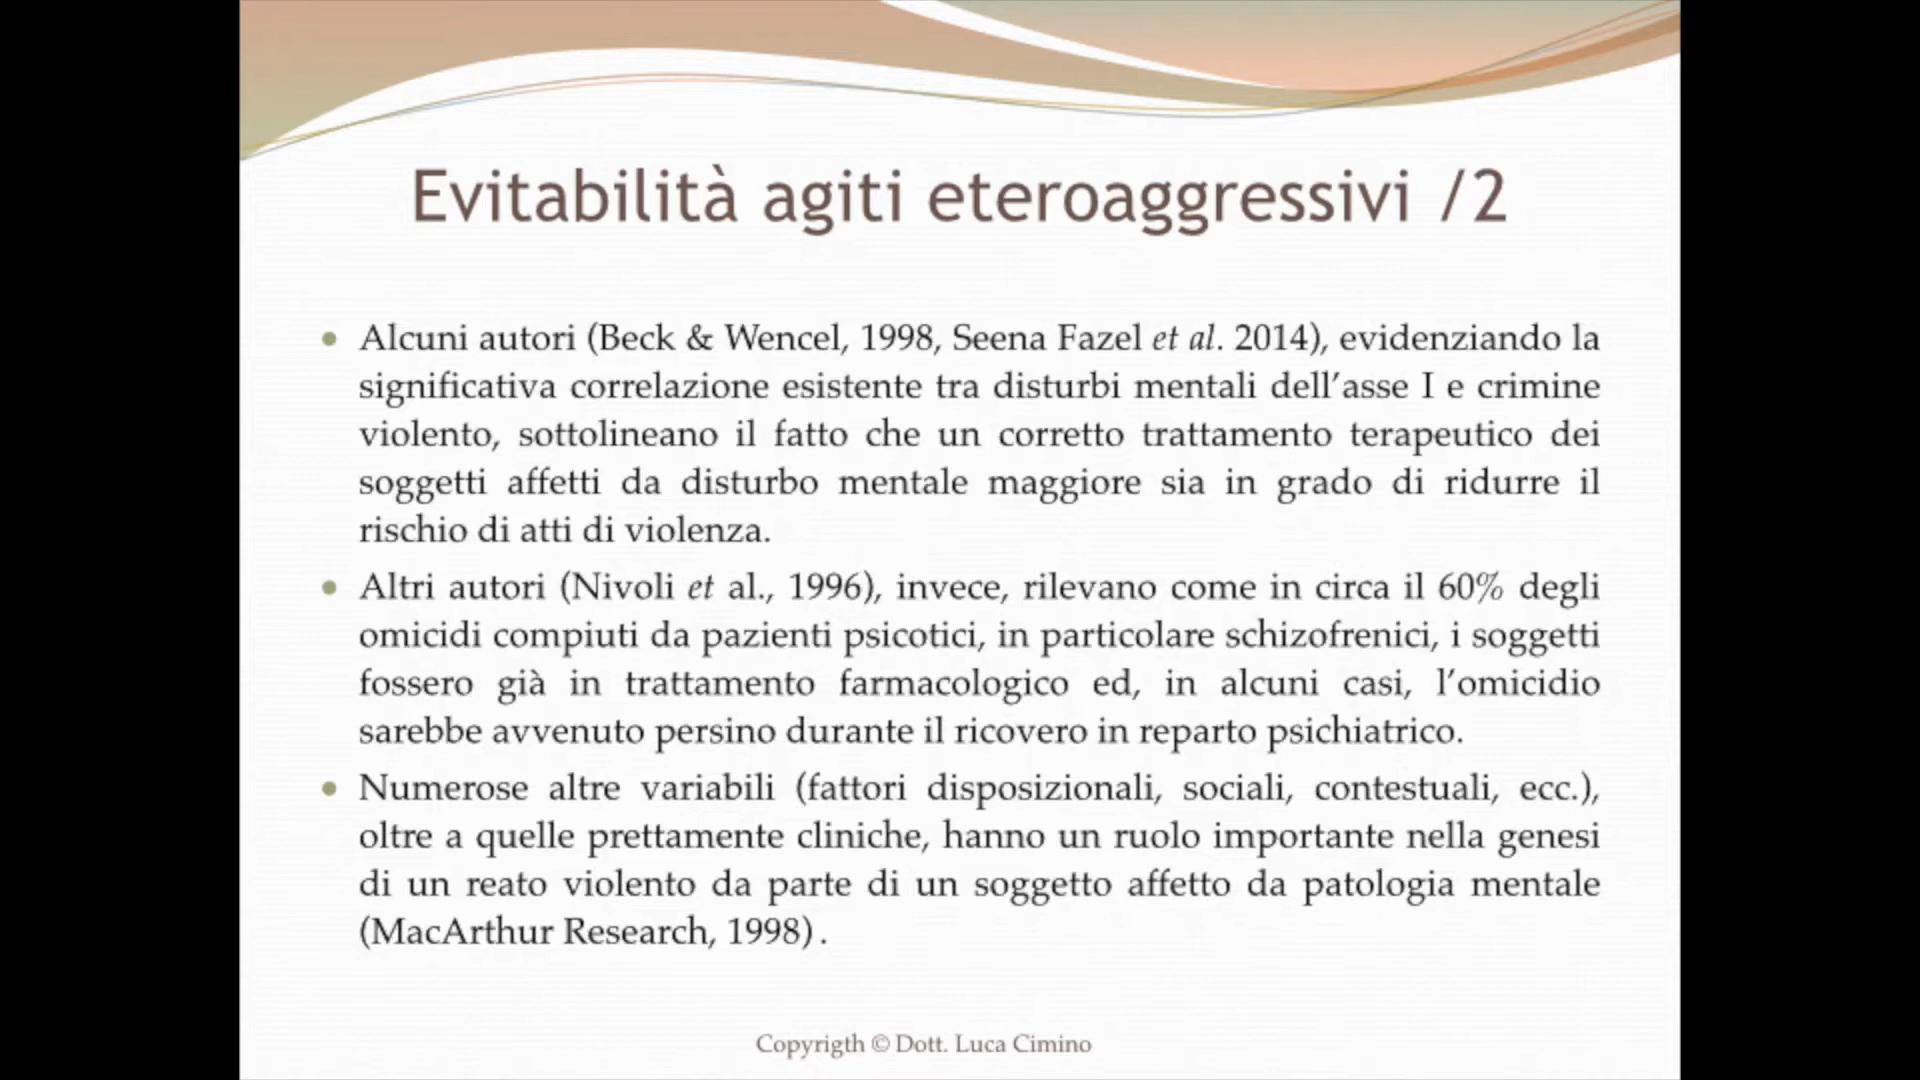 Evitabilità agiti eteroaggressivi /2
Alcuni autori (Beck & Wencel, 1998, Seena Fazel et al. 2014), evidenziando la
significativa correlazione esistente tra disturbi mentali dell'asse I e crimine
violento, sottolineano il fatto che un corretto trattamento terapeutico dei
soggetti affetti da disturbo mentale maggiore sia in grado di ridurre il
rischio di atti di violenza.
Altri autori (Nivoli et al., 1996), invece, rilevano come in circa il 60% degli
omicidi compiuti da pazienti psicotici, in particolare schizofrenici, i soggetti
fossero già in trattamento farmacologico ed, in alcuni casi, l'omicidio
sarebbe avvenuto persino durante il ricovero in reparto psichiatrico.
Numerose altre variabili (fattori disposizionali, sociali, contestuali, ecc.),
oltre a quelle prettamente cliniche, hanno un ruolo importante nella genesi
di un reato violento da parte di un soggetto affetto da patologia mentale
(MacArthur Research, 1998) .
Copyrigth © Dott. Luca Cimino